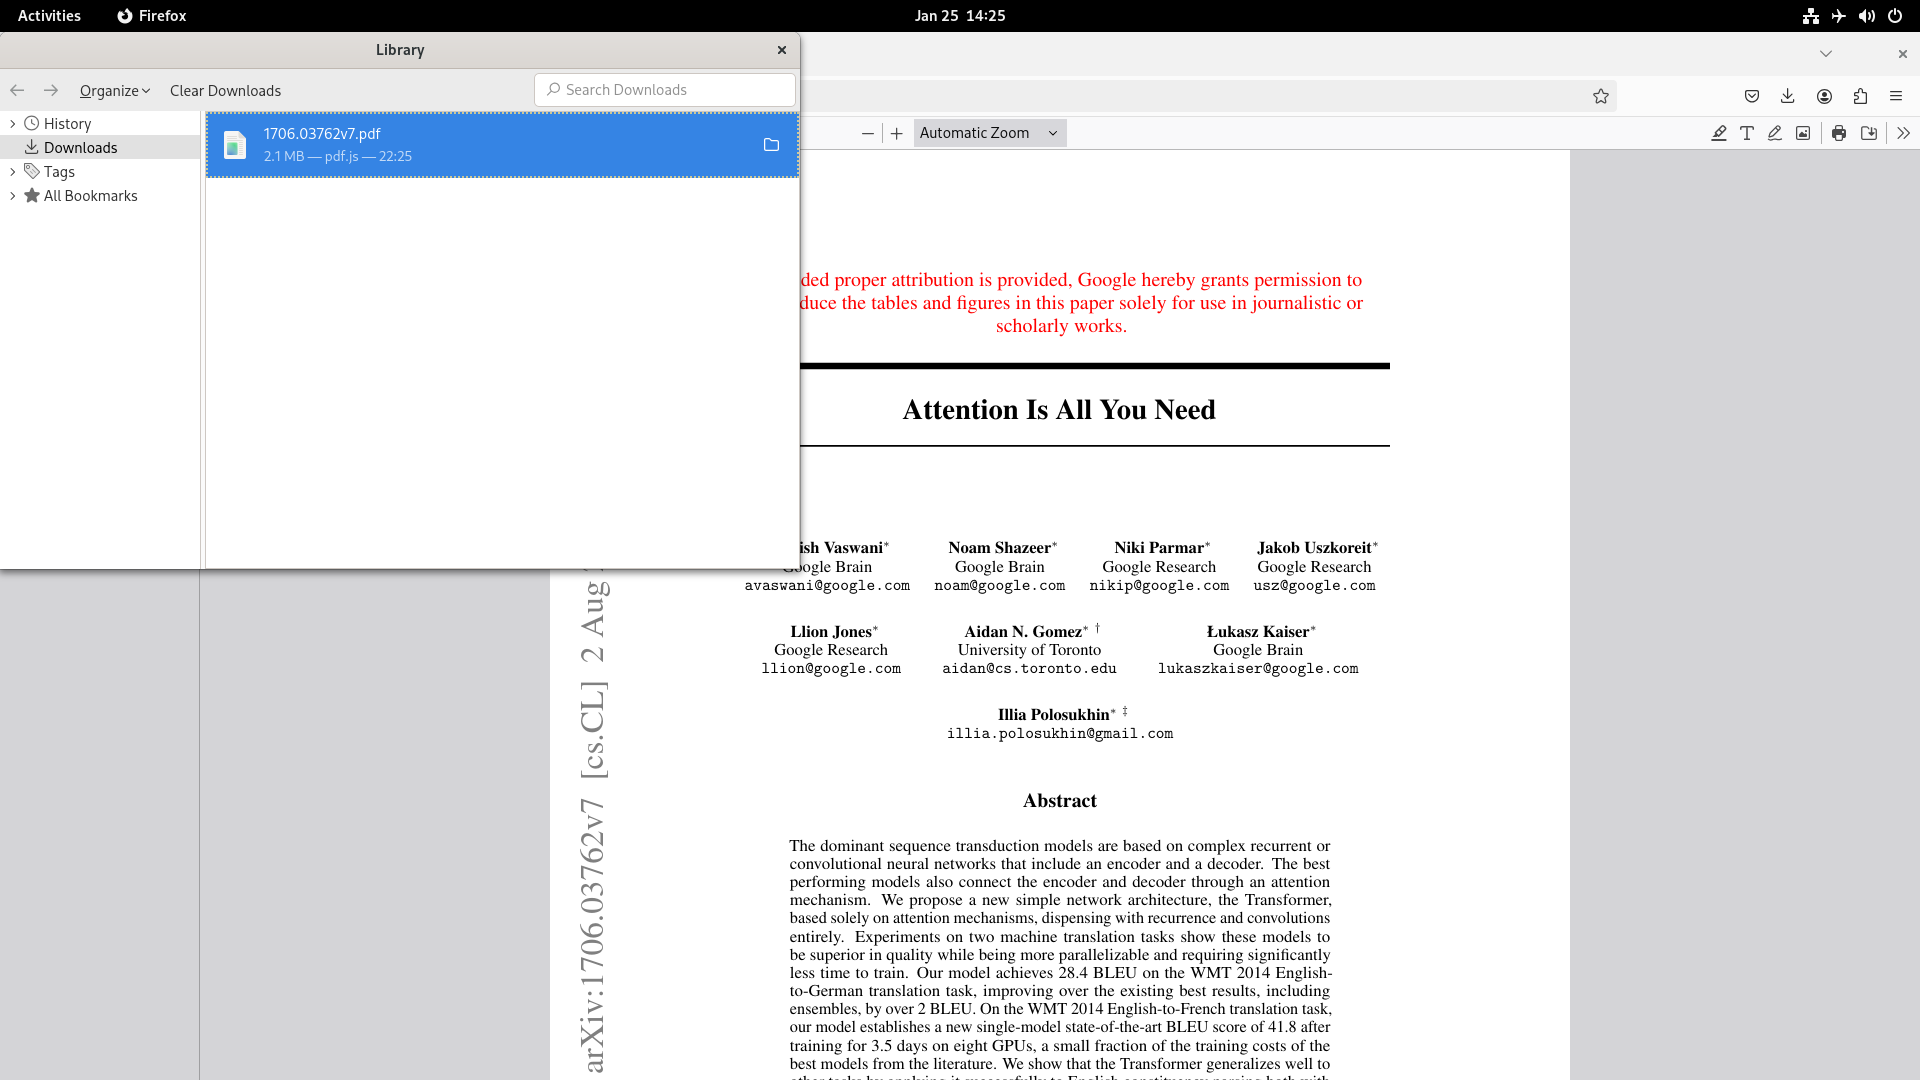 Activities
Firefox
Jan 25 14:25
Library
Organize
Clear Downloads
Search Downloads
History
Downloads
Tags
All Bookmarks
1706.03762v7.pdf
2.1 MB — pdf.js — 22:25
Automatic Zoom
ded proper attribution is provided, Google hereby grants permission to
duce the tables and figures in this paper solely for use in journalistic or
scholarly works.
Attention Is All You Need
ish Vaswani* Noam Shazeer* Niki Parmar* Jakob Uszkoreit*
Google Brain Google Brain Google Research Google Research
avaswani@google.com noam@google.com nikip@google.com usz@google.com
Llion Jones* Aidan N. Gomez* † Łukasz Kaiser*
Google Research University of Toronto Google Brain
llion@google.com aidan@cs.toronto.edu lukaszkaiser@google.com
Illia Polosukhin* ‡
illia.polosukhin@gmail.com
Abstract
The dominant sequence transduction models are based on complex recurrent or
convolutional neural networks that include an encoder and a decoder. The best
performing models also connect the encoder and decoder through an attention
mechanism. We propose a new simple network architecture, the Transformer,
based solely on attention mechanisms, dispensing with recurrence and convolutions
entirely. Experiments on two machine translation tasks show these models to
be superior in quality while being more parallelizable and requiring significantly
less time to train. Our model achieves 28.4 BLEU on the WMT 2014 English-
to-German translation task, improving over the existing best results, including
ensembles, by over 2 BLEU. On the WMT 2014 English-to-French translation task,
our model establishes a new single-model state-of-the-art BLEU score of 41.8 after
training for 3.5 days on eight GPUs, a small fraction of the training costs of the
best models from the literature. We show that the Transformer generalizes well to
arXiv:1706.03762v7 [cs.CL] 2 Aug